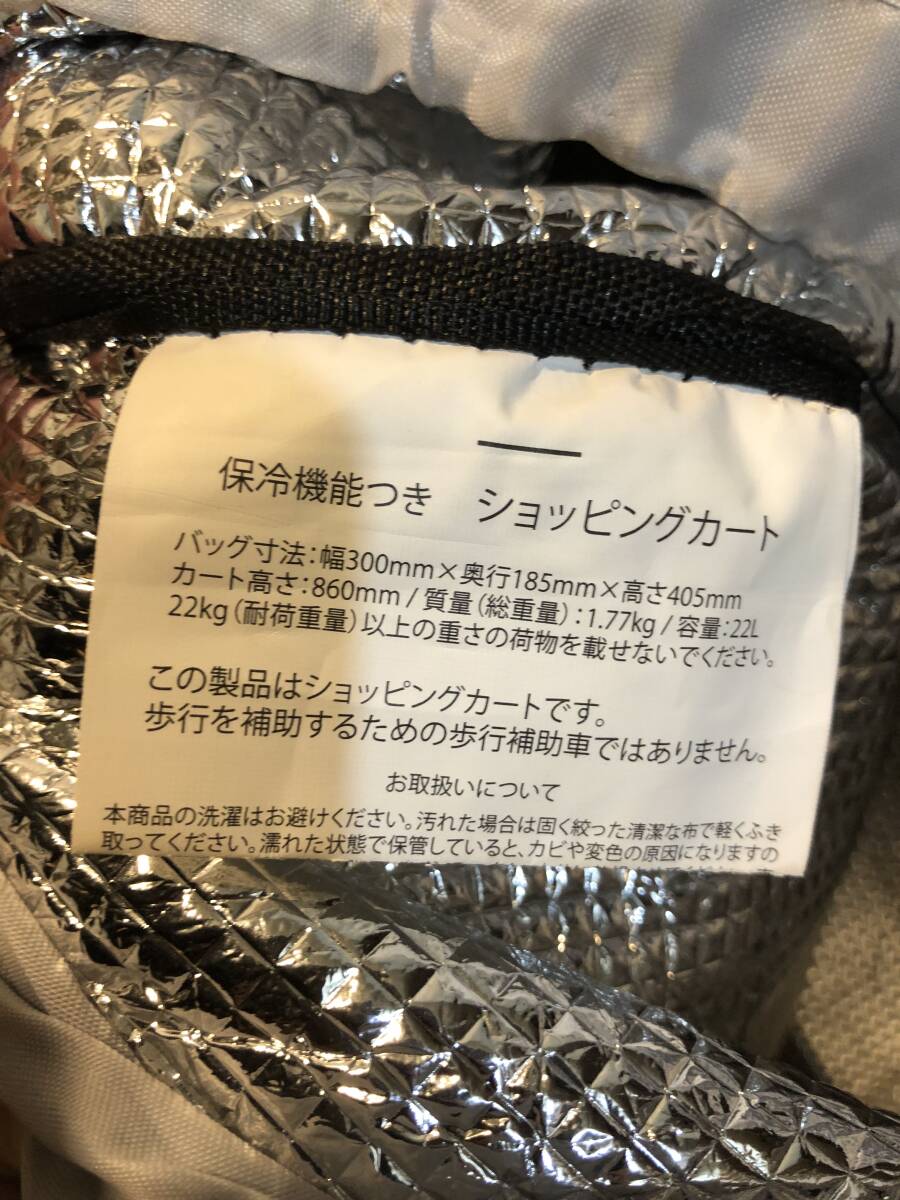 保冷機能つき　ショッピングカート
バッグ寸法：幅300mm×奥行185mm×高さ405mm
カート高さ：860mm / 質量（総重量）：1.77kg / 容量：22L
22kg（耐荷重量）以上の重さの荷物を載せないでください。
この製品はショッピングカートです。
歩行を補助するための歩行補助車ではありません。
お取扱いについて
本商品の洗濯はお避けください。汚れた場合は固く絞った清潔な布で軽くふき
取ってください。濡れた状態で保管していると、カビや変色の原因になりますの